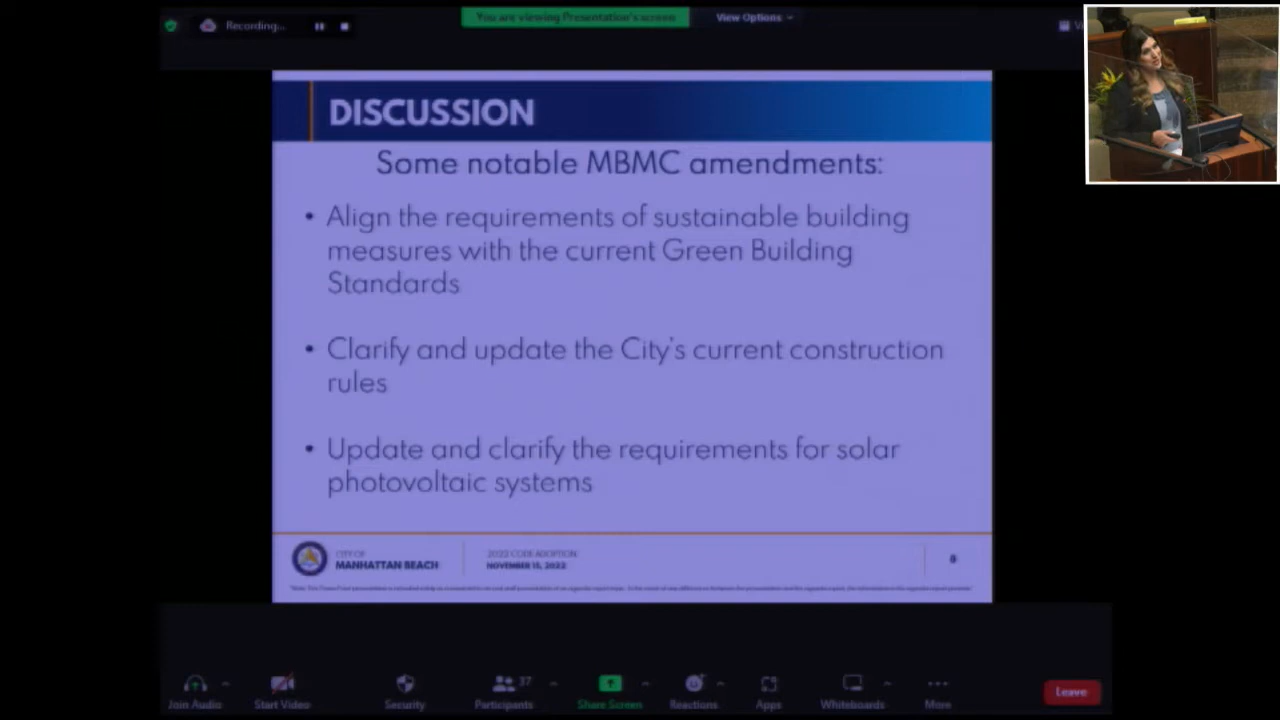 Recording...
You are viewing Presentation's screen
View Options
DISCUSSION
Some notable MBMC amendments:
• Align the requirements of sustainable building
measures with the current Green Building
Standards
• Clarify and update the City's current construction
rules
• Update and clarify the requirements for solar
photovoltaic systems
CITY OF
MANHATTAN BEACH
2022 CODE ADOPTION
NOVEMBER 15, 2022
8
Join Audio
Start Video
Security
37
Participants
Share Screen
Reactions
Apps
Whiteboards
More
Leave